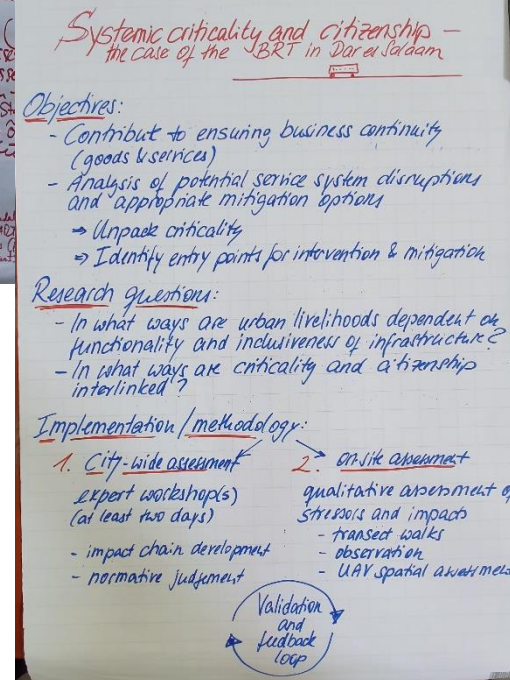 Systemic criticality and citizenship –
the case of the BRT in Dar es Salaam
Objectives:
- Contribute to ensuring business continuity
(goods & services)
- Analysis of potential service system disruptions
and appropriate mitigation options
⇒ Unpack criticality
⇒ Identify entry points for intervention & mitigation
Research questions:
- In what ways are urban livelihoods dependent on
functionality and inclusiveness of infrastructure?
- In what ways are criticality and citizenship
interlinked?
Implementation/methodology:
1. City-wide assessment
expert workshop(s)
(at least two days)
- impact chain development
- normative judgement
2. onsite assessment
qualitative assessment of
stressors and impacts
- transect walks
- observation
- UAV spatial assessment
Validation
and
feedback
loop